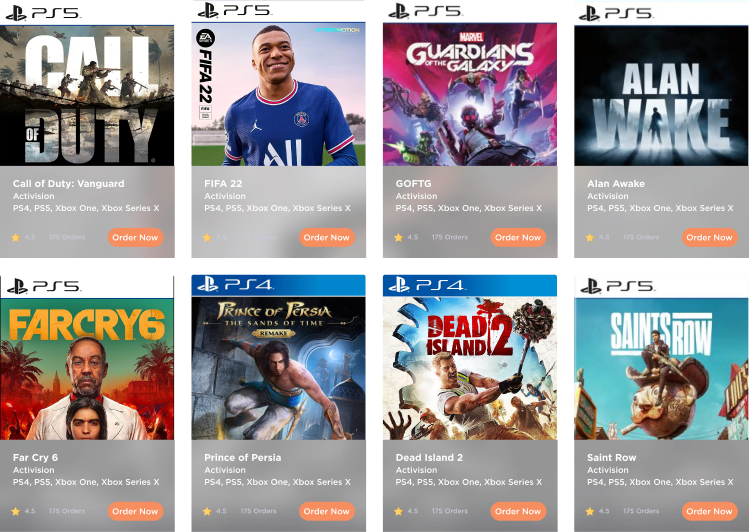 PS5
PS5
PS5
PS5
CALL
OF
DUTY
EA SPORTS
FIFA 22
FIFA
MARVEL
GUARDIANS
OF THE
GALAXY
ALAN
WAKE
Call of Duty: Vanguard
Activision
PS4, PS5, Xbox One, Xbox Series X
4.5 175 Orders Order Now
FIFA 22
Activision
PS4, PS5, Xbox One, Xbox Series X
4.5 175 Orders Order Now
GOFTG
Activision
PS4, PS5, Xbox One, Xbox Series X
4.5 175 Orders Order Now
Alan Awake
Activision
PS4, PS5, Xbox One, Xbox Series X
4.5 175 Orders Order Now
PS5
PS4
PS4
PS5
FARCRY6
PRINCE OF PERSIA
THE SANDS OF TIME
REMAKE
DEAD
ISLAND 2
SAINTS ROW
Far Cry 6
Activision
PS4, PS5, Xbox One, Xbox Series X
4.5 175 Orders Order Now
Prince of Persia
Activision
PS4, PS5, Xbox One, Xbox Series X
4.5 175 Orders Order Now
Dead Island 2
Activision
PS4, PS5, Xbox One, Xbox Series X
4.5 175 Orders Order Now
Saint Row
Activision
PS4, PS5, Xbox One, Xbox Series X
4.5 175 Orders Order Now